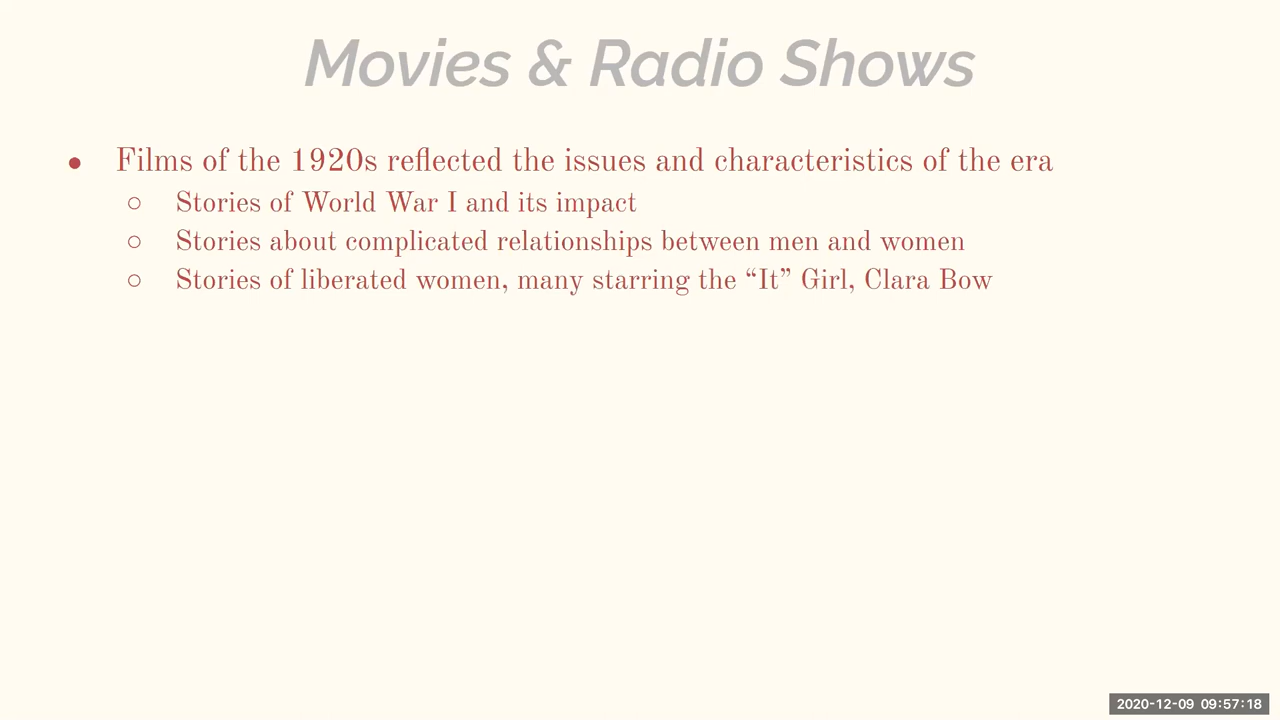 Movies & Radio Shows
● Films of the 1920s reflected the issues and characteristics of the era
○ Stories of World War I and its impact
○ Stories about complicated relationships between men and women
○ Stories of liberated women, many starring the “It” Girl, Clara Bow
2020-12-09 09:57:18